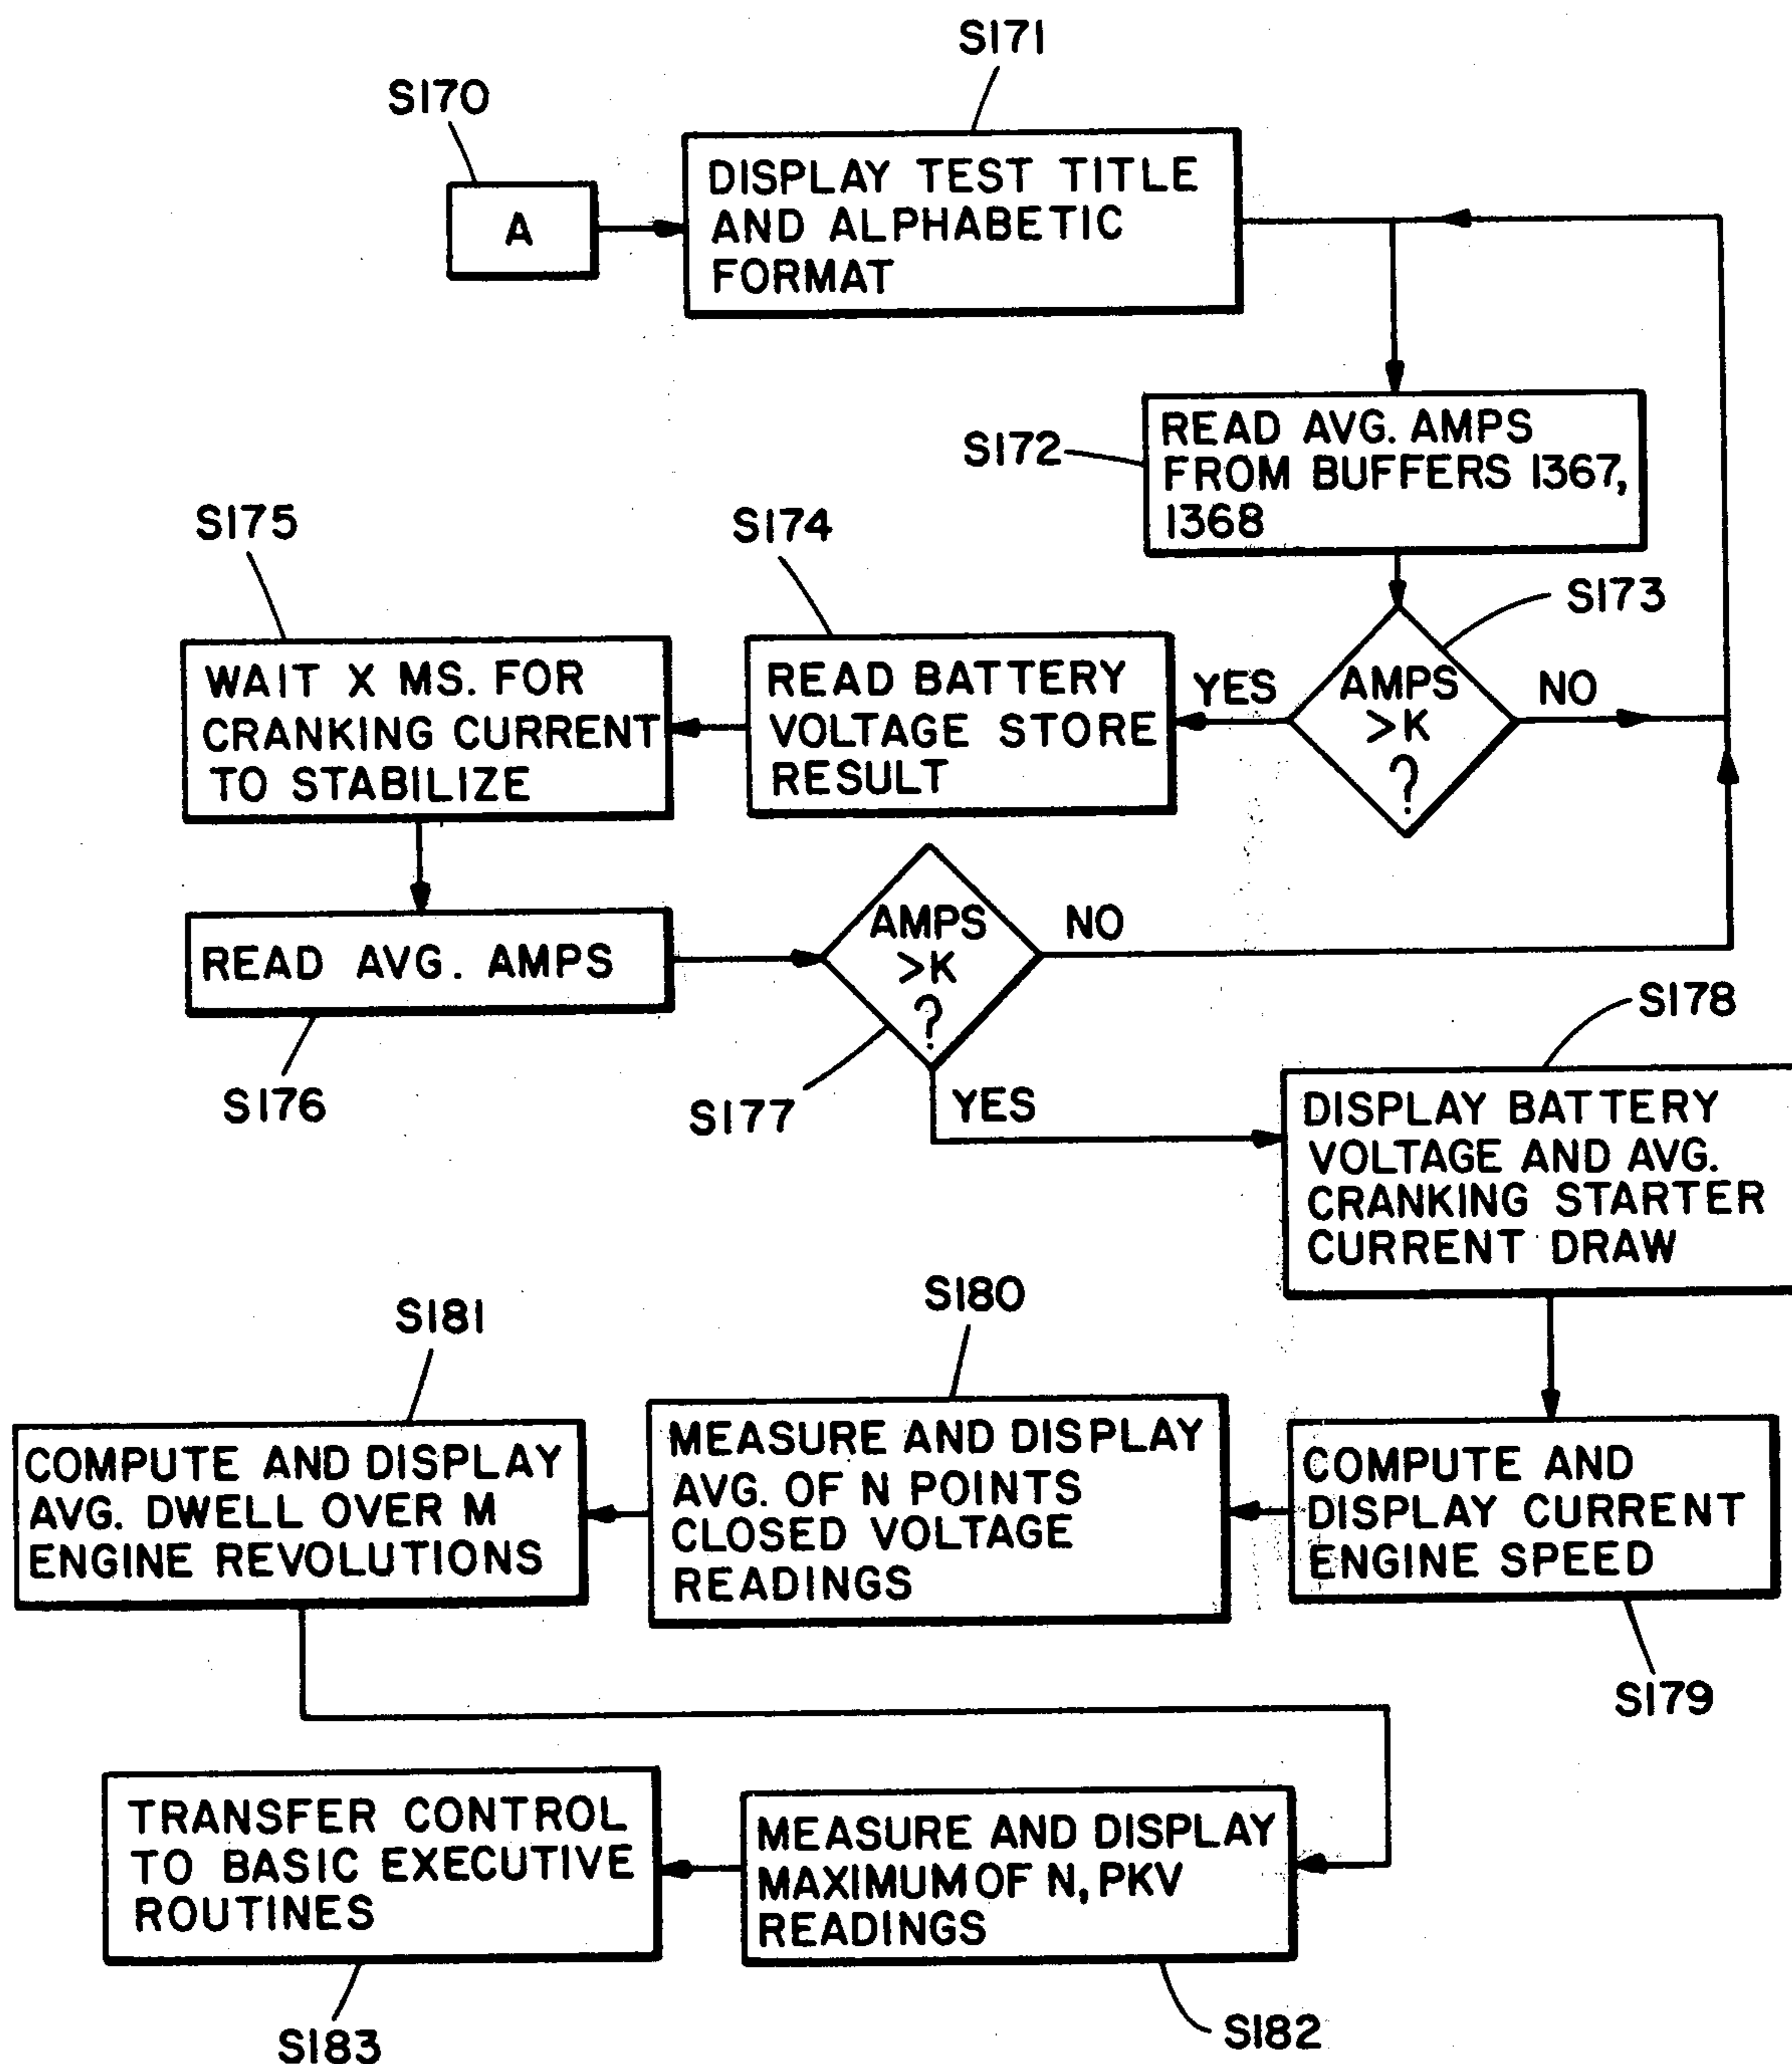 S171
S170
DISPLAY TEST TITLE
AND ALPHABETIC
FORMAT
A
READ AVG. AMPS
FROM BUFFERS 1367,
1368
S172
S175
S174
S173
WAIT X MS. FOR
CRANKING CURRENT
TO STABILIZE
READ BATTERY
VOLTAGE STORE
RESULT
YES
AMPS
>K
?
NO
READ AVG. AMPS
AMPS
>K
?
NO
S176
S177
YES
S178
DISPLAY BATTERY
VOLTAGE AND AVG.
CRANKING STARTER
CURRENT DRAW
S181
S180
COMPUTE AND DISPLAY
AVG. DWELL OVER M
ENGINE REVOLUTIONS
MEASURE AND DISPLAY
AVG. OF N POINTS
CLOSED VOLTAGE
READINGS
COMPUTE AND
DISPLAY CURRENT
ENGINE SPEED
S179
TRANSFER CONTROL
TO BASIC EXECUTIVE
ROUTINES
MEASURE AND DISPLAY
MAXIMUM OF N, PKV
READINGS
S183
S182